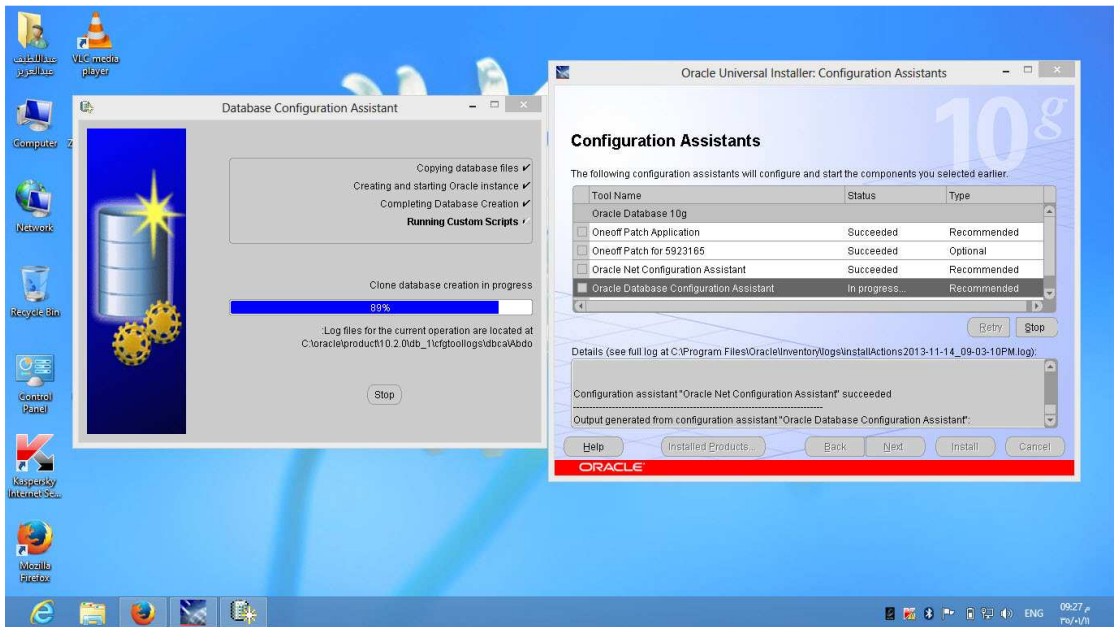 عبداللطيف
عبدالعزيز
VLC media
player
Computer
Network
Recycle Bin
Control
Panel
Kaspersky
Internet Se...
Mozilla
Firefox
Database Configuration Assistant
Copying database files
Creating and starting Oracle instance
Completing Database Creation
Running Custom Scripts
Clone database creation in progress
89%
:Log files for the current operation are located at
C:\oracle\product\10.2.0\db_1\cfgtoollogs\dbca\Abdo
Stop
Oracle Universal Installer: Configuration Assistants
10g
Configuration Assistants
The following configuration assistants will configure and start the components you selected earlier.
Tool Name Status Type
Oracle Database 10g
Oneoff Patch Application Succeeded Recommended
Oneoff Patch for 5923165 Succeeded Optional
Oracle Net Configuration Assistant Succeeded Recommended
Oracle Database Configuration Assistant In progress... Recommended
Retry Stop
Details (see full log at C:\Program Files\Oracle\Inventory\logs\installActions2013-11-14_09-03-10PM.log):
Configuration assistant "Oracle Net Configuration Assistant" succeeded
Output generated from configuration assistant "Oracle Database Configuration Assistant":
Help Installed Products... Back Next Install Cancel
ORACLE
ENG
09:27 م
٣٥/٠١/١١